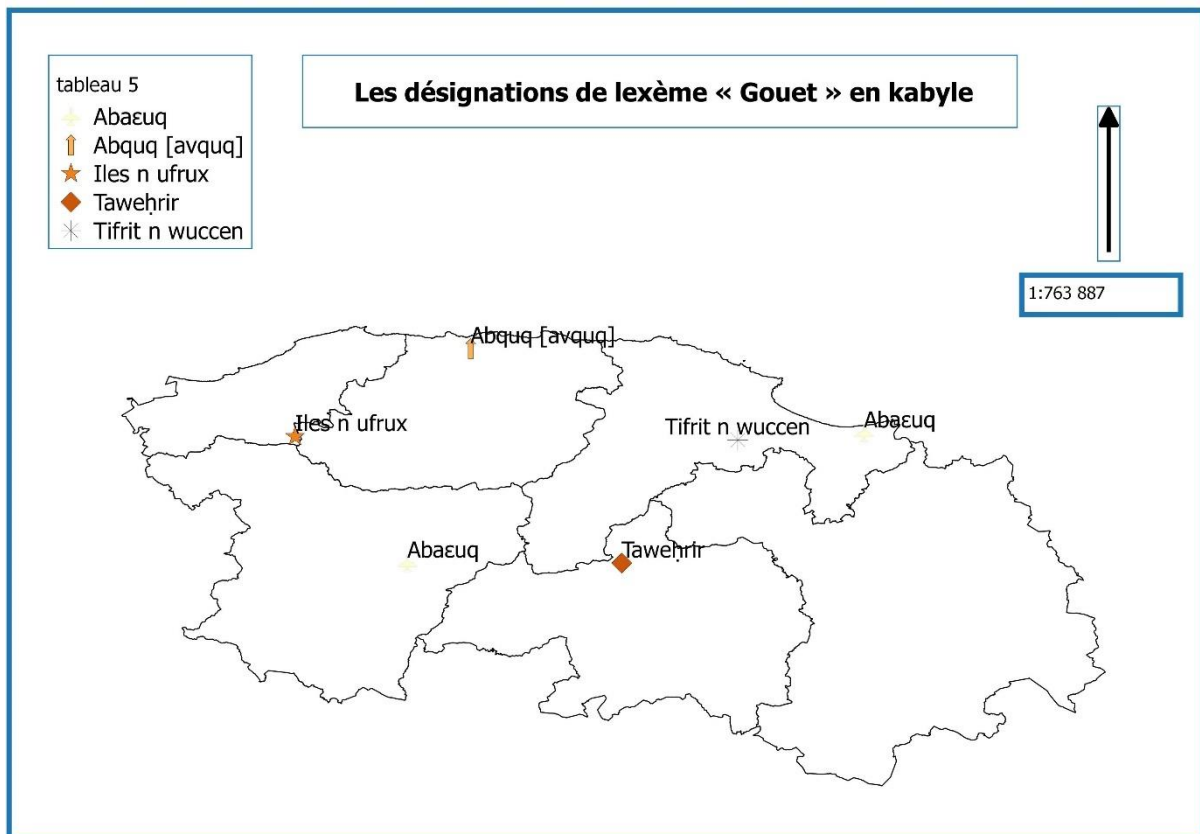 tableau 5
Abaɛuq
Abquq [avquq]
Iles n ufrux
Taweḥrir
Tifrit n wuccen
Les désignations de lexème « Gouet » en kabyle
1:763 887
Abquq [avquq]
Iles n ufrux
Tifrit n wuccen
Abaɛuq
Abaɛuq
Taweḥrir